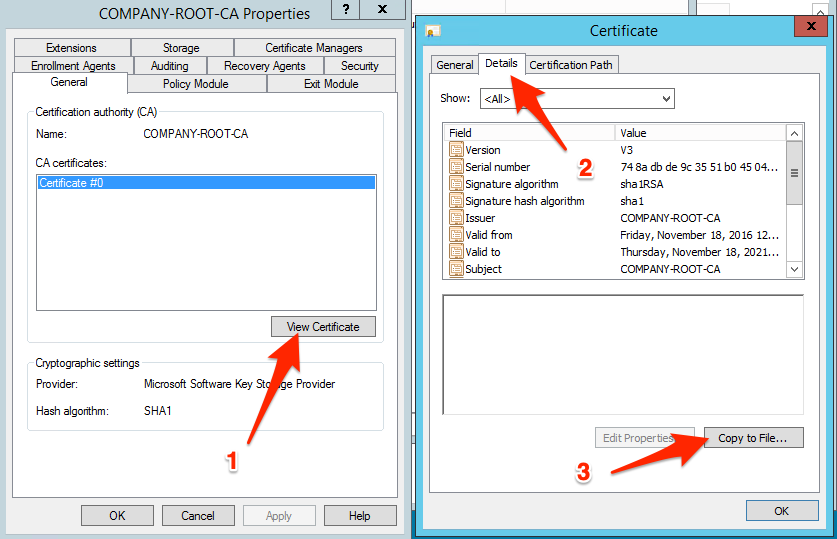 COMPANY-ROOT-CA Properties
?
x
Extensions
Storage
Certificate Managers
Enrollment Agents
Auditing
Recovery Agents
Security
General
Policy Module
Exit Module
Certification authority (CA)
Name:
COMPANY-ROOT-CA
CA certificates:
Certificate #0
View Certificate
1
Cryptographic settings
Provider:
Microsoft Software Key Storage Provider
Hash algorithm:
SHA1
OK
Cancel
Apply
Help
Certificate
x
General
Details
Certification Path
Show:
<All>
2
Field
Value
Version
V3
Serial number
74 8a db de 9c 35 51 b0 45 04...
Signature algorithm
sha1RSA
Signature hash algorithm
sha1
Issuer
COMPANY-ROOT-CA
Valid from
Friday, November 18, 2016 12...
Valid to
Thursday, November 18, 2021...
Subject
COMPANY-ROOT-CA
Edit Properties...
Copy to File...
3
OK